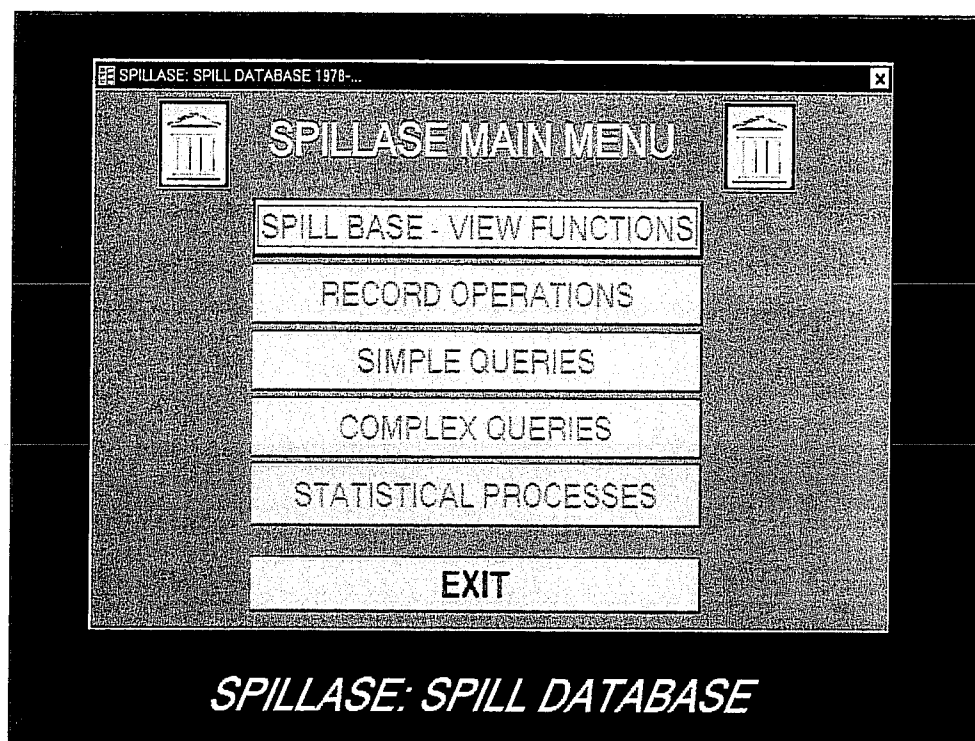 SPILLASE: SPILL DATABASE 1978-...
SPILLASE MAIN MENU
SPILL BASE - VIEW FUNCTIONS
RECORD OPERATIONS
SIMPLE QUERIES
COMPLEX QUERIES
STATISTICAL PROCESSES
EXIT
SPILLASE: SPILL DATABASE